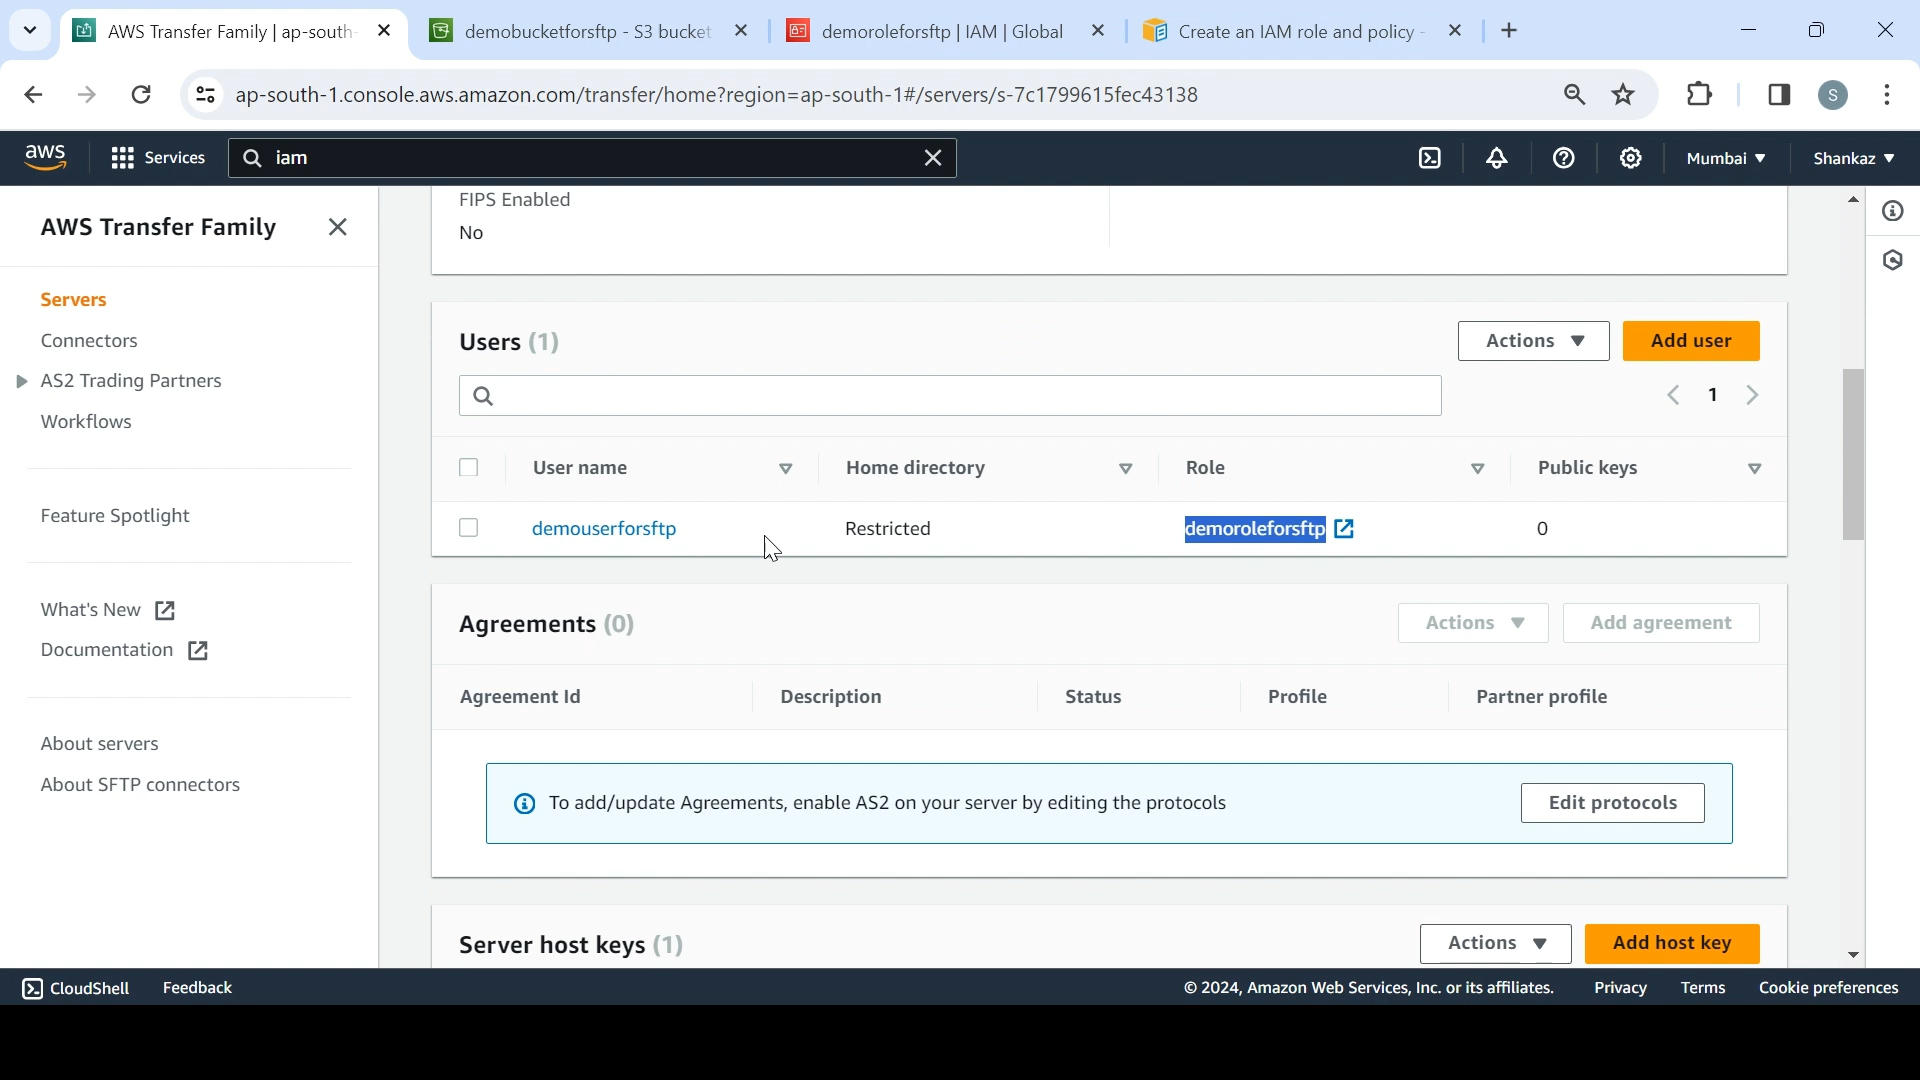 AWS Transfer Family | ap-south-
demobucketforsftp - S3 bucket
demoroleforsftp | IAM | Global
Create an IAM role and policy -
ap-south-1.console.aws.amazon.com/transfer/home?region=ap-south-1#/servers/s-7c1799615fec43138
S
aws
Services
iam
Mumbai
Shankaz
AWS Transfer Family
Servers
Connectors
AS2 Trading Partners
Workflows
Feature Spotlight
What's New
Documentation
About servers
About SFTP connectors
FIPS Enabled
No
Users (1)
Actions
Add user
1
User name
Home directory
Role
Public keys
demouserforsftp
Restricted
demoroleforsftp
0
Agreements (0)
Actions
Add agreement
Agreement Id
Description
Status
Profile
Partner profile
To add/update Agreements, enable AS2 on your server by editing the protocols
Edit protocols
Server host keys (1)
Actions
Add host key
CloudShell
Feedback
© 2024, Amazon Web Services, Inc. or its affiliates.
Privacy
Terms
Cookie preferences